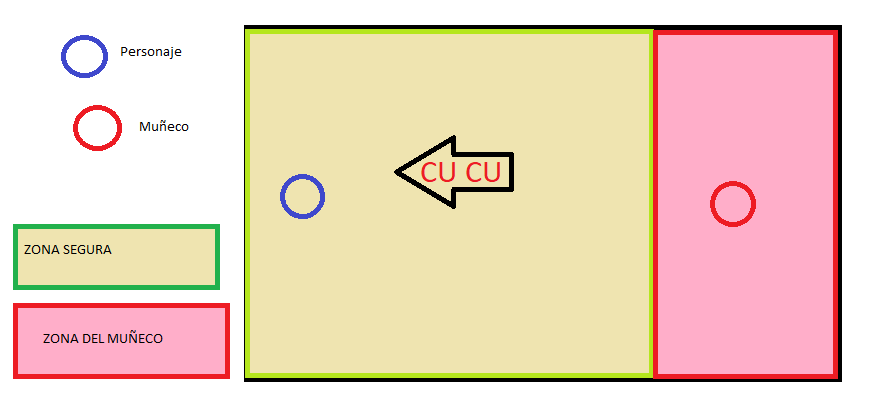 Personaje
Muñeco
CU CU
ZONA SEGURA
ZONA DEL MUÑECO